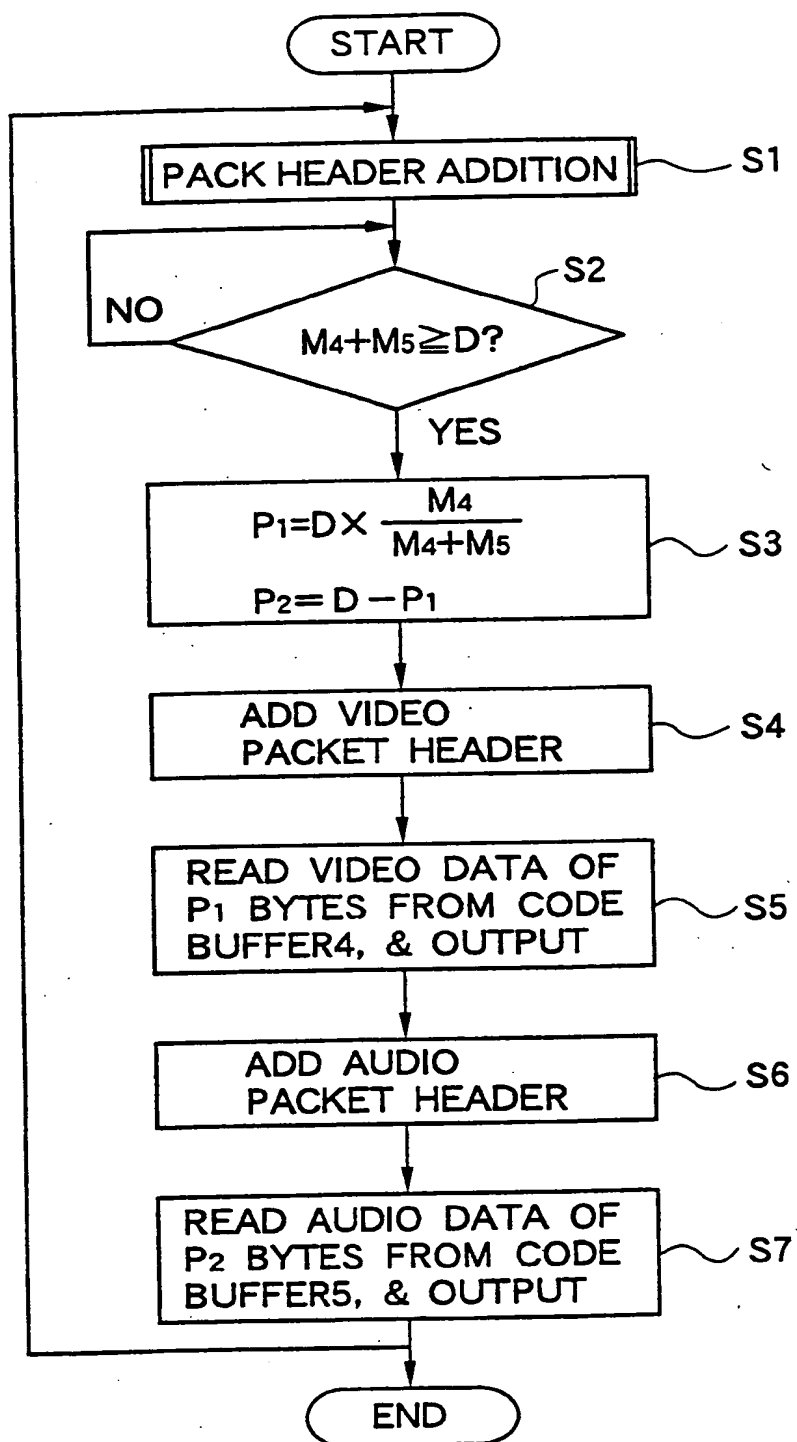 START
PACK HEADER ADDITION
S1
S2
NO
M4+M5≧D?
YES
P1=D× M4
M4+M5
S3
P2=D-P1
ADD VIDEO
PACKET HEADER
S4
READ VIDEO DATA OF
P1 BYTES FROM CODE
BUFFER4, & OUTPUT
S5
ADD AUDIO
PACKET HEADER
S6
READ AUDIO DATA OF
P2 BYTES FROM CODE
BUFFER5, & OUTPUT
S7
END